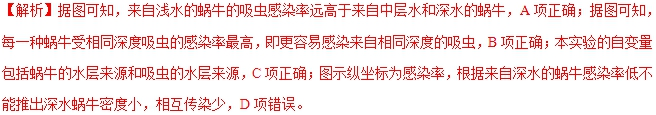 【解析】据图可知，来自浅水的蜗牛的吸虫感染率远高于来自中层水和深水的蜗牛，A 项正确；据图可知，
每一种蜗牛受相同深度吸虫的感染率最高，即更容易感染来自相同深度的吸虫，B 项正确；本实验的自变量
包括蜗牛的水层来源和吸虫的水层来源，C 项正确；图示纵坐标为感染率，根据来自深水的蜗牛感染率低不
能推出深水蜗牛密度小，相互传染少，D 项错误。